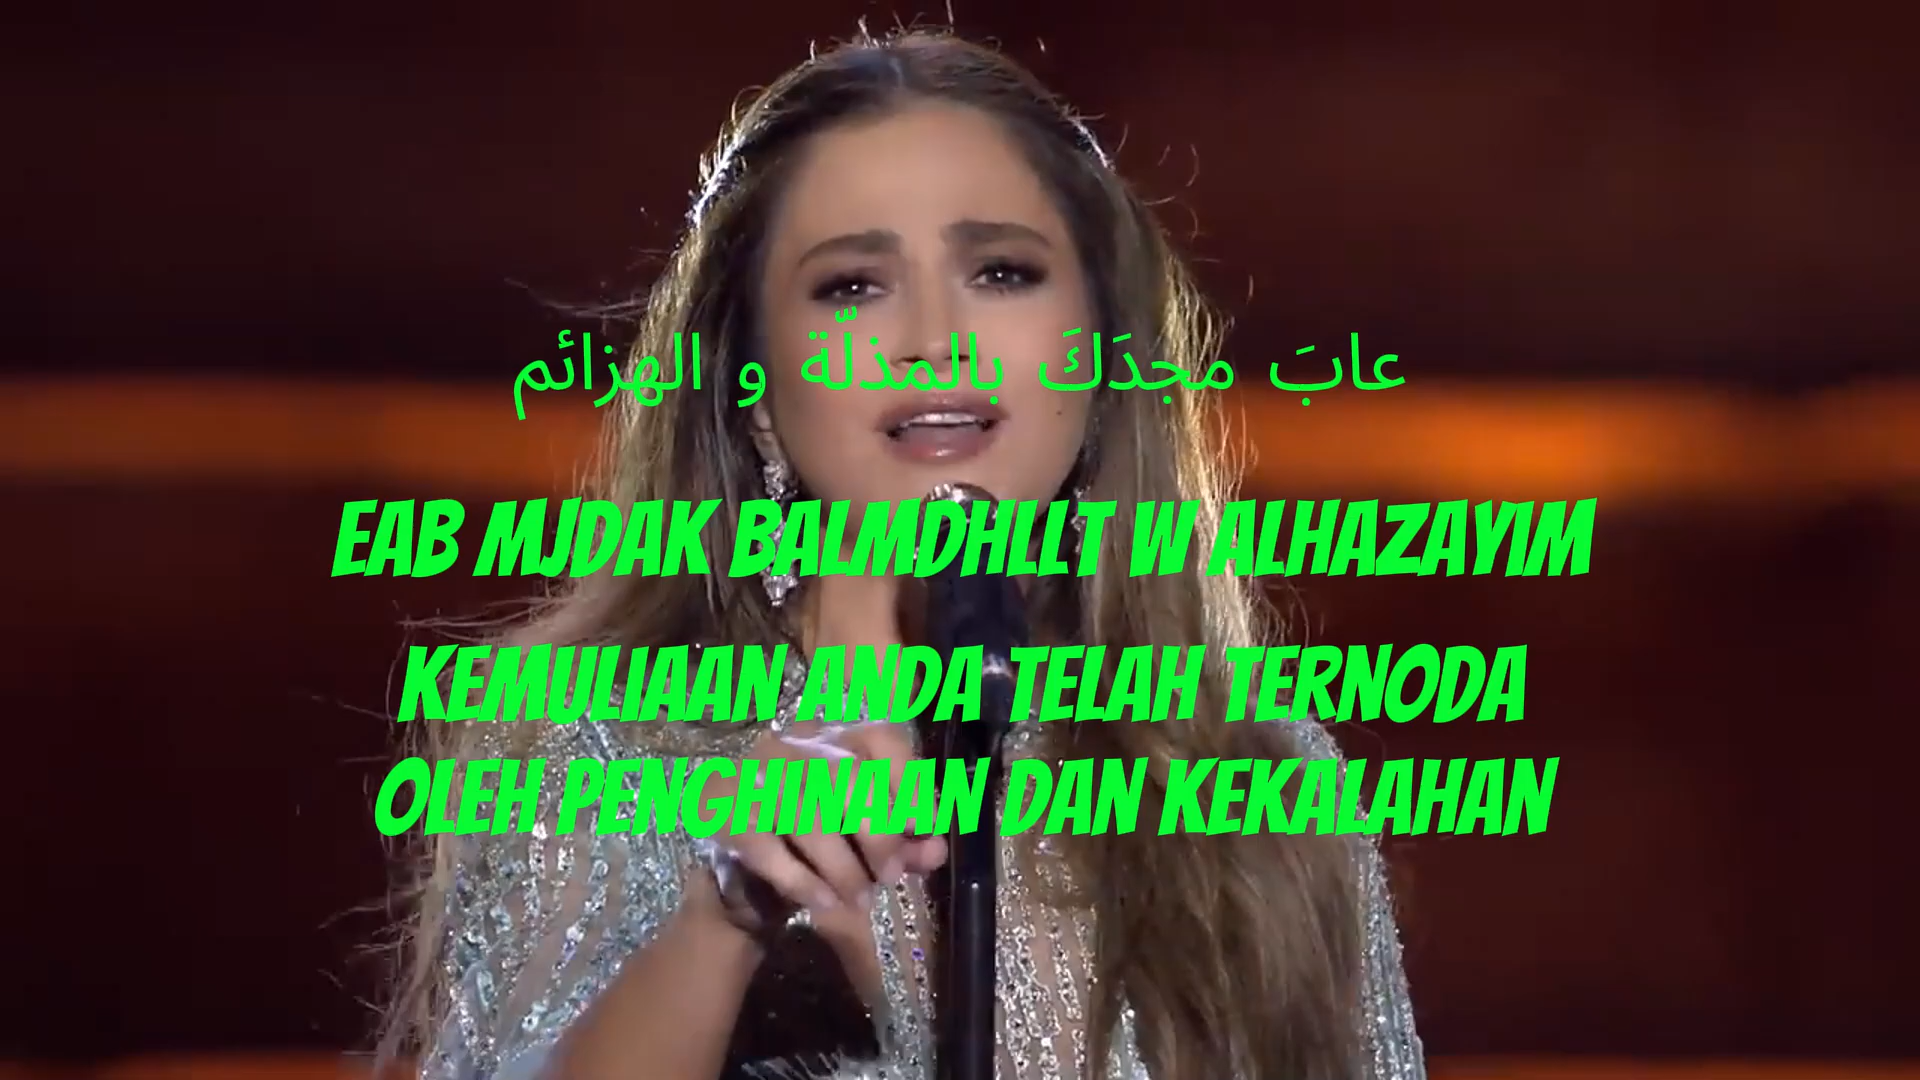 عابَ مجدَكَ بالمذلّة و الهزائم
EAB MJDAK BALMDHLLT W ALHAZAYIM
KEMULIAAN ANDA TELAH TERNODA
OLEH PENGHINAAN DAN KEKALAHAN